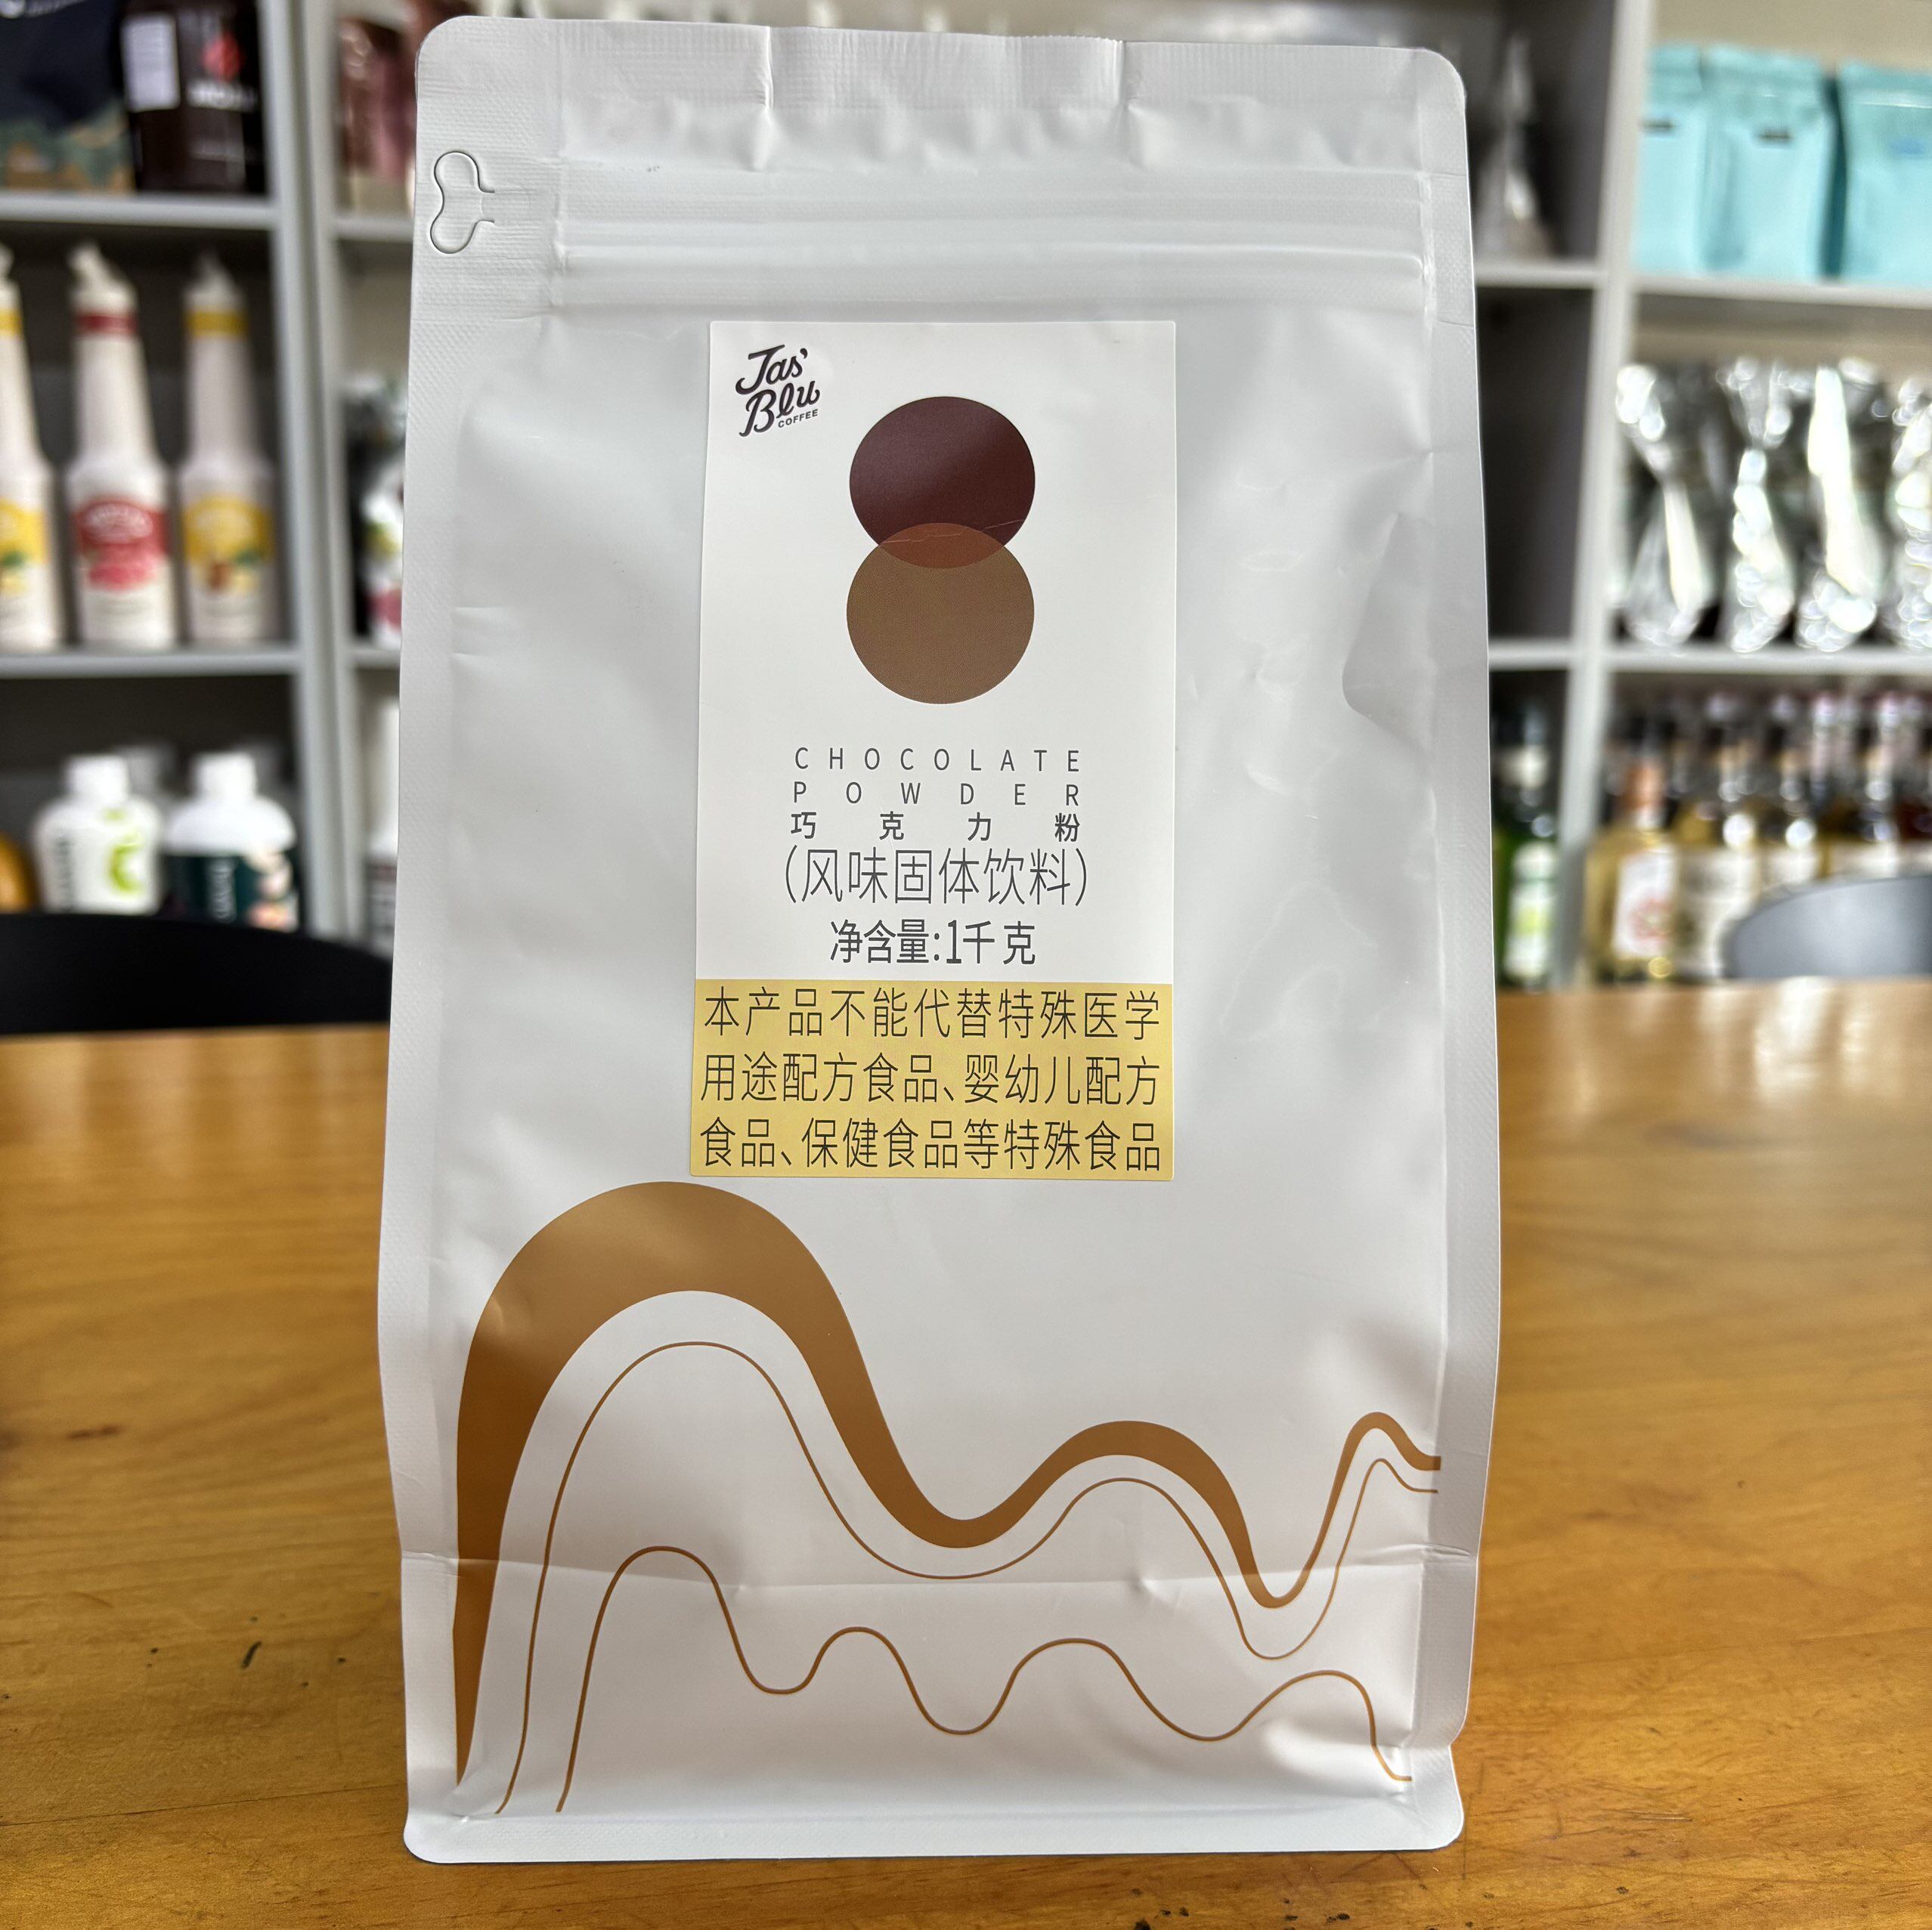 Jas'
Blu
COFFEE
CHOCOLATE
POWDER
巧克力粉
(风味固体饮料)
净含量:1千克
本产品不能代替特殊医学
用途配方食品、婴幼儿配方
食品、保健食品等特殊食品